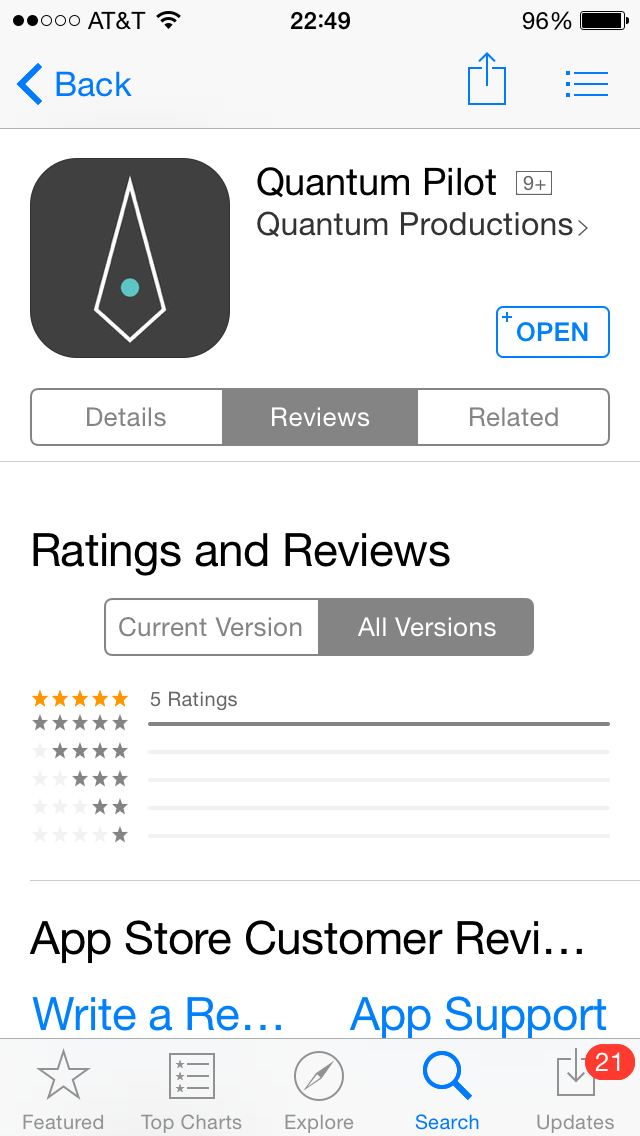 AT&T 22:49 96%
Back
Quantum Pilot 9+
Quantum Productions
+ OPEN
Details Reviews Related
Ratings and Reviews
Current Version All Versions
5 Ratings
App Store Customer Revi...
Write a Re... App Support
21
Featured Top Charts Explore Search Updates